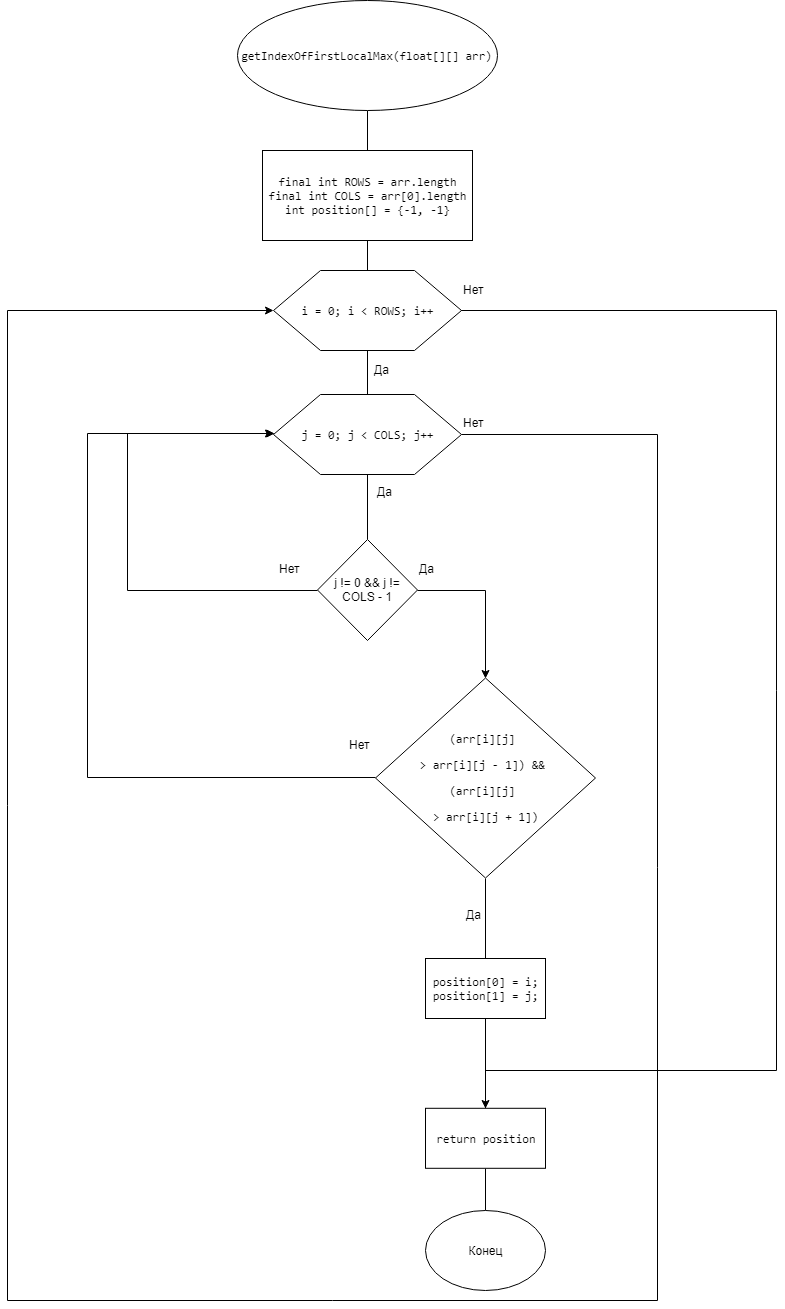 getIndexOfFirstLocalMax(float[][] arr)
final int ROWS = arr.length
final int COLS = arr[0].length
int position[] = {-1, -1}
Нет
i = 0; i < ROWS; i++
Да
Нет
j = 0; j < COLS; j++
Да
Нет
Да
j != 0 && j !=
COLS - 1
Нет
(arr[i][j]
> arr[i][j - 1]) &&
(arr[i][j]
> arr[i][j + 1])
Да
position[0] = i;
position[1] = j;
return position
Конец